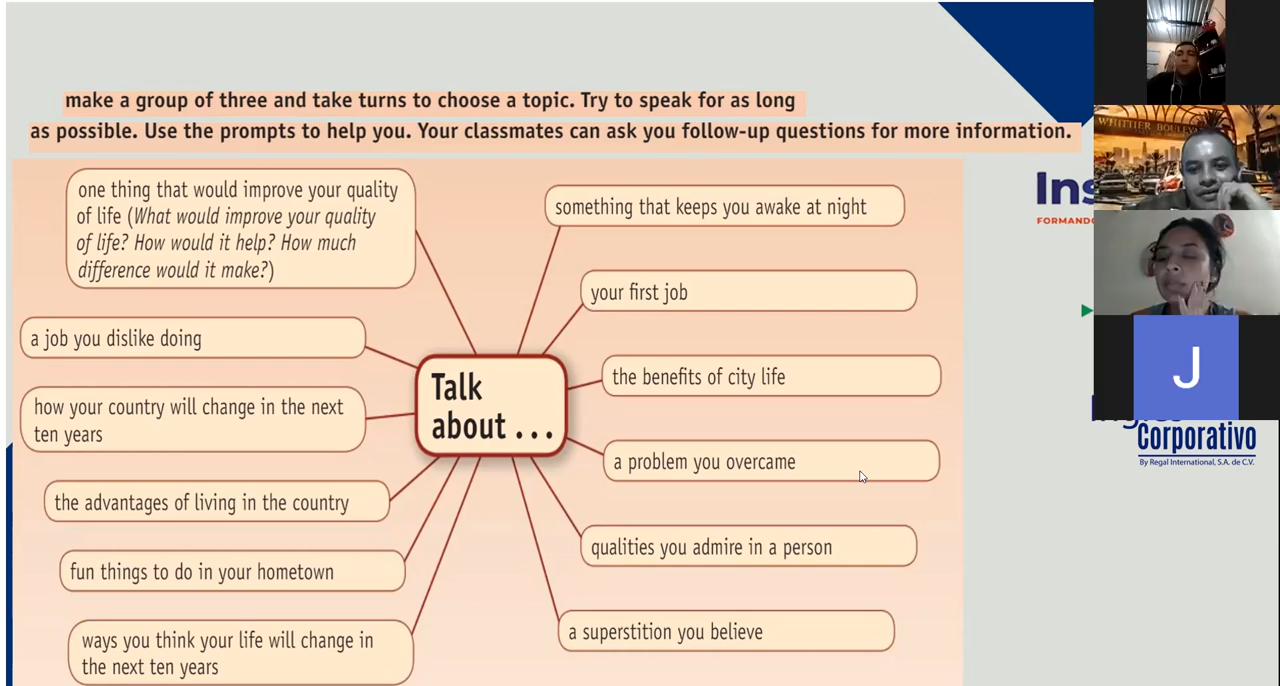 make a group of three and take turns to choose a topic. Try to speak for as long
as possible. Use the prompts to help you. Your classmates can ask you follow-up questions for more information.
one thing that would improve your quality
of life (What would improve your quality
of life? How would it help? How much
difference would it make?)
a job you dislike doing
how your country will change in the next
ten years
the advantages of living in the country
fun things to do in your hometown
ways you think your life will change in
the next ten years
Talk
about ...
something that keeps you awake at night
your first job
the benefits of city life
a problem you overcame
qualities you admire in a person
a superstition you believe
Ins
FORMAND
WHITTIER BOULEV
J
Corporativo
By Regal International, S.A. de C.V.